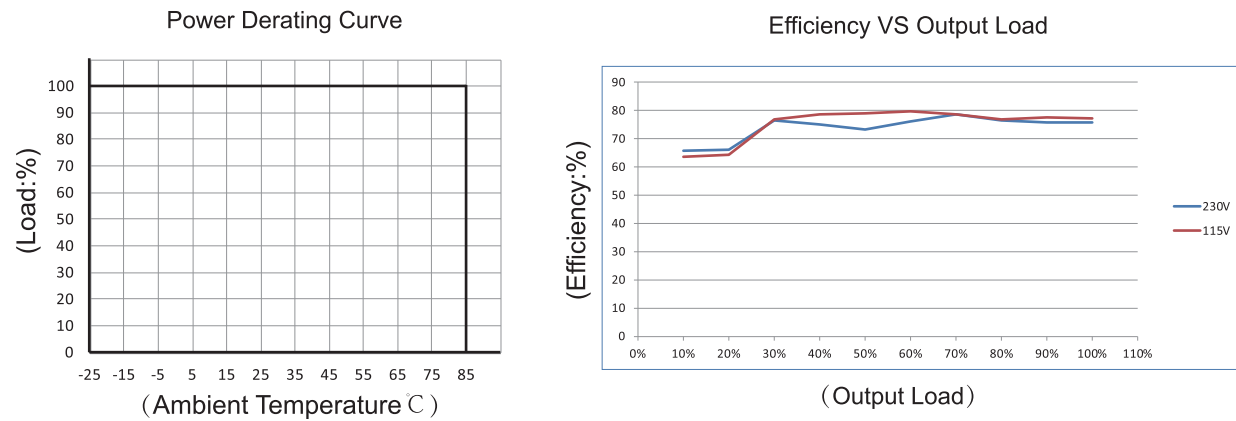 Power Derating Curve
(Load:%)
100
90
80
70
60
50
40
30
20
10
0
-25 -15 -5 5 15 25 35 45 55 65 75 85
(Ambient Temperature℃)
Efficiency VS Output Load
(Efficiency:%)
90
80
70
60
50
40
30
20
10
0
0% 10% 20% 30% 40% 50% 60% 70% 80% 90% 100% 110%
230V
115V
(Output Load)